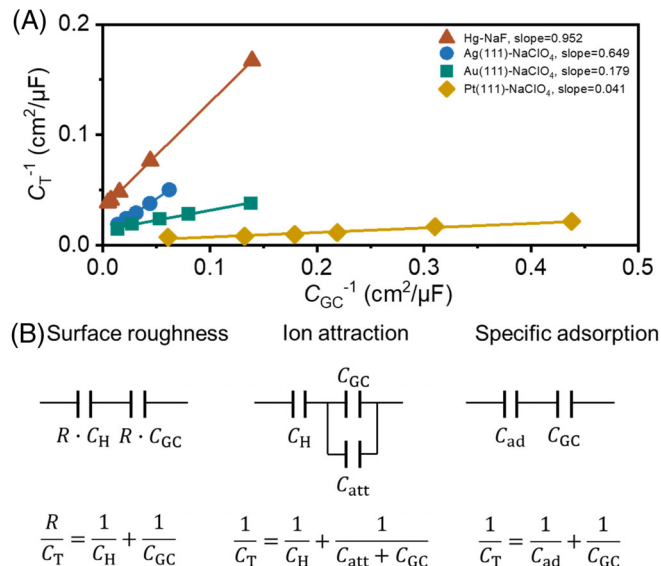 (A)
0.2
0.1
0.0
C_T^-1 (cm²/μF)
Hg-NaF, slope=0.952
Ag(111)-NaClO₄, slope=0.649
Au(111)-NaClO₄, slope=0.179
Pt(111)-NaClO₄, slope=0.041
0.0 0.1 0.2 0.3 0.4 0.5
C_GC^-1 (cm²/μF)
(B) Surface roughness Ion attraction Specific adsorption
R · C_H R · C_GC
C_H C_GC C_att
C_ad C_GC
R/C_T = 1/C_H + 1/C_GC
1/C_T = 1/C_H + 1/(C_att + C_GC)
1/C_T = 1/C_ad + 1/C_GC